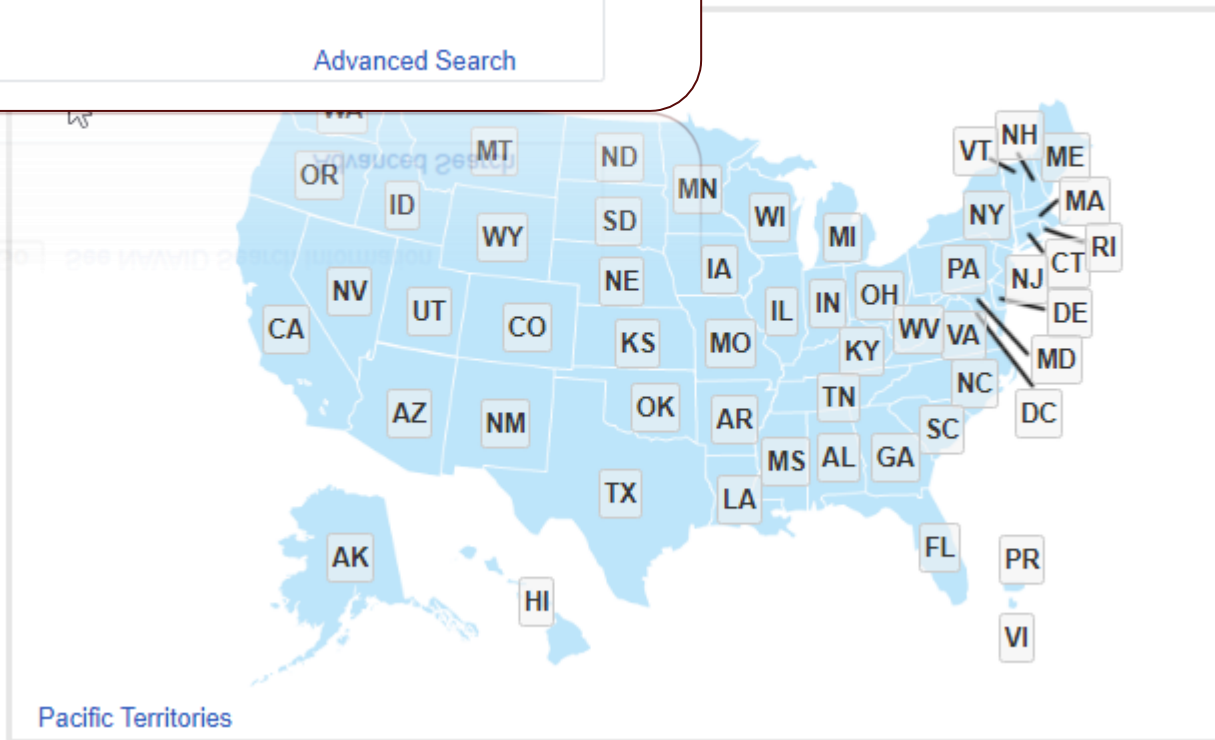 Advanced Search
WA
MT
ND
NH
VT
ME
Advanced Search
OR
ID
MN
MA
SD
WI
NY
WY
MI
RI
CT
IA
PA
NE
NJ
NV
OH
IN
UT
IL
DE
CO
CA
WV
VA
KS
MO
KY
MD
NC
TN
OK
AZ
AR
DC
NM
SC
MS
AL
GA
TX
LA
FL
AK
PR
HI
VI
Pacific Territories